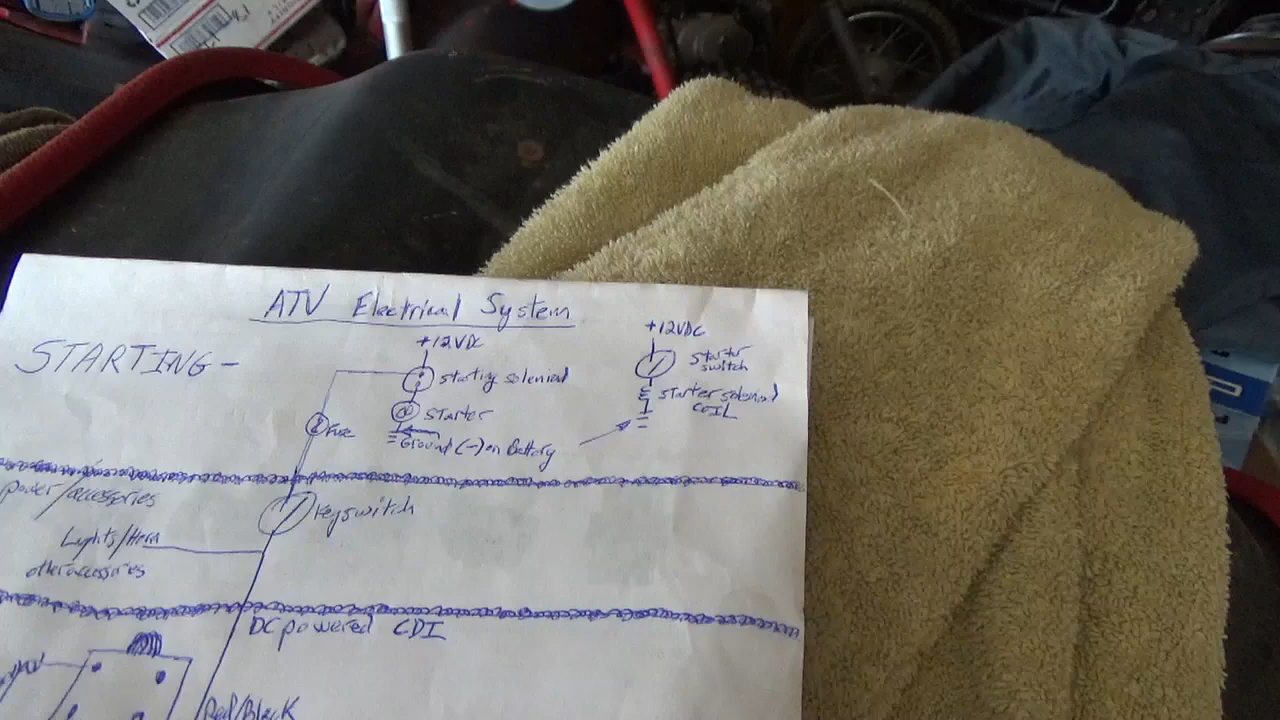 ATV Electrical System
STARTING-
+12VDC
starting solenoid
Starter
Ground (-) on Battery
Fuse
+12VDC
starter
switch
starter solenoid
COIL
power/accessories
keyswitch
Lights/Horn
other accessories
DC powered CDI
Red/Black